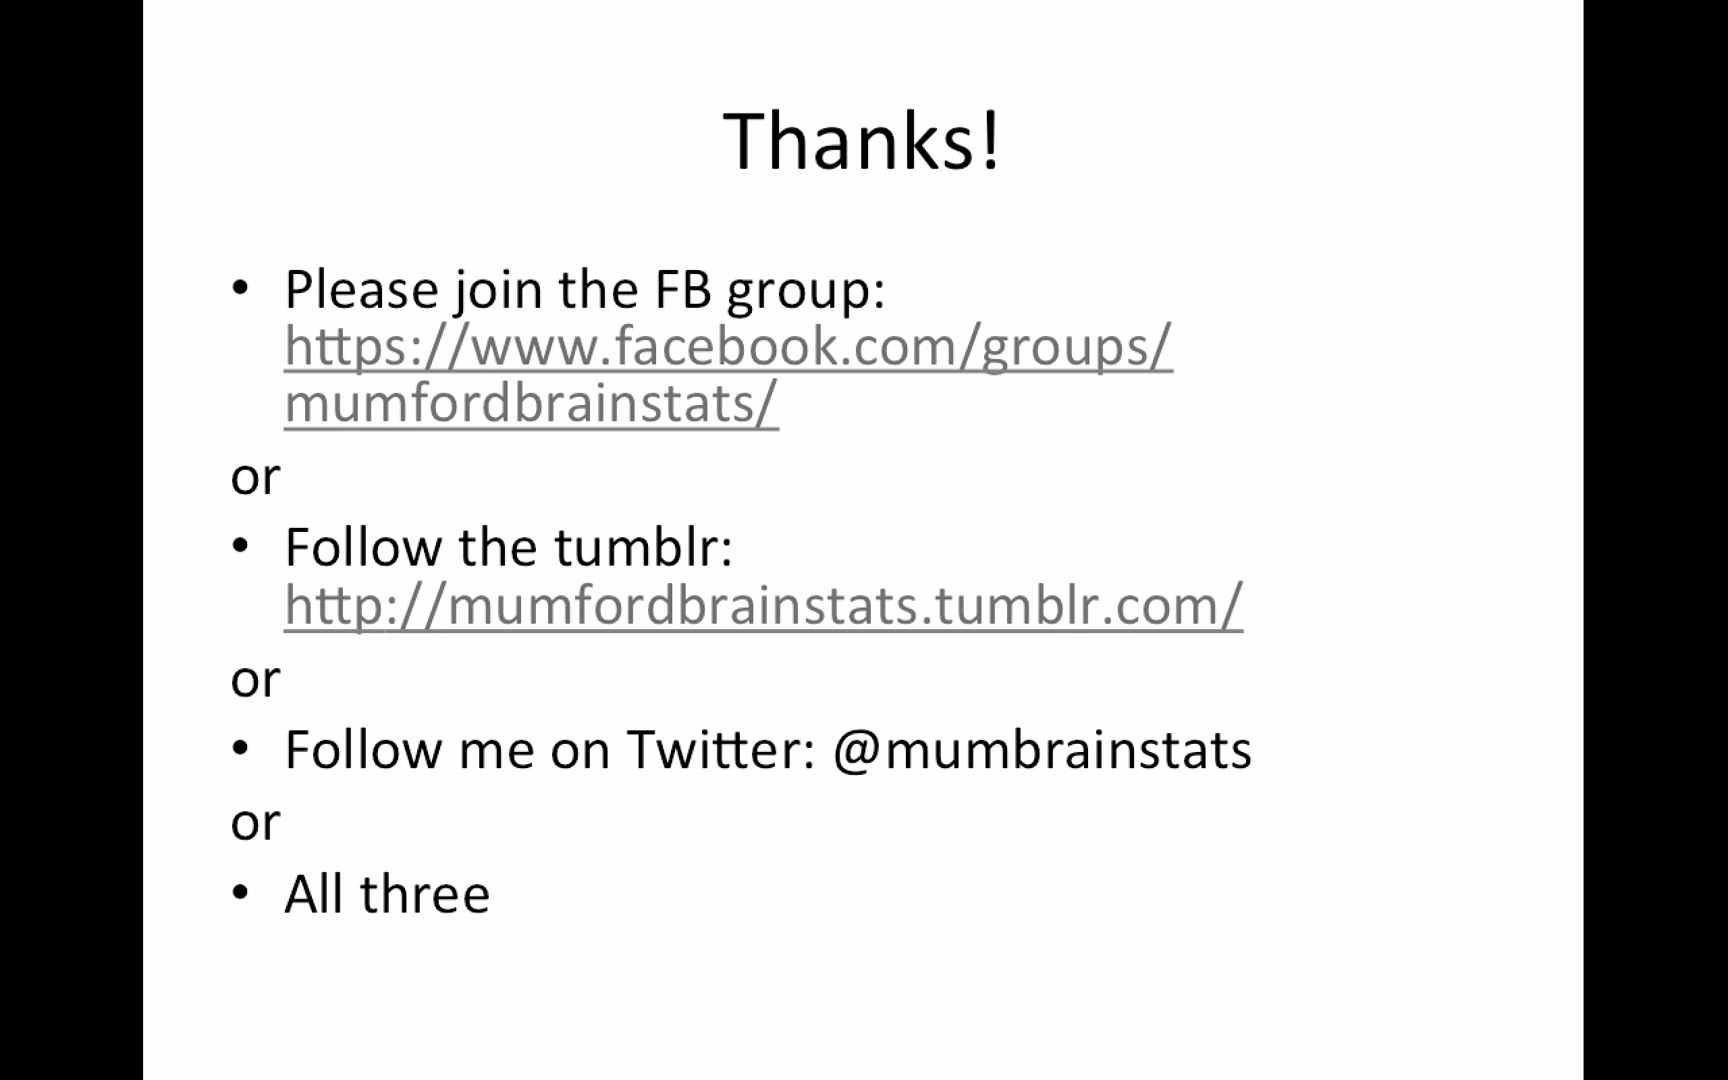 Thanks!
• Please join the FB group:
https://www.facebook.com/groups/
mumfordbrainstats/
or
• Follow the tumblr:
http://mumfordbrainstats.tumblr.com/
or
• Follow me on Twitter: @mumbrainstats
or
• All three